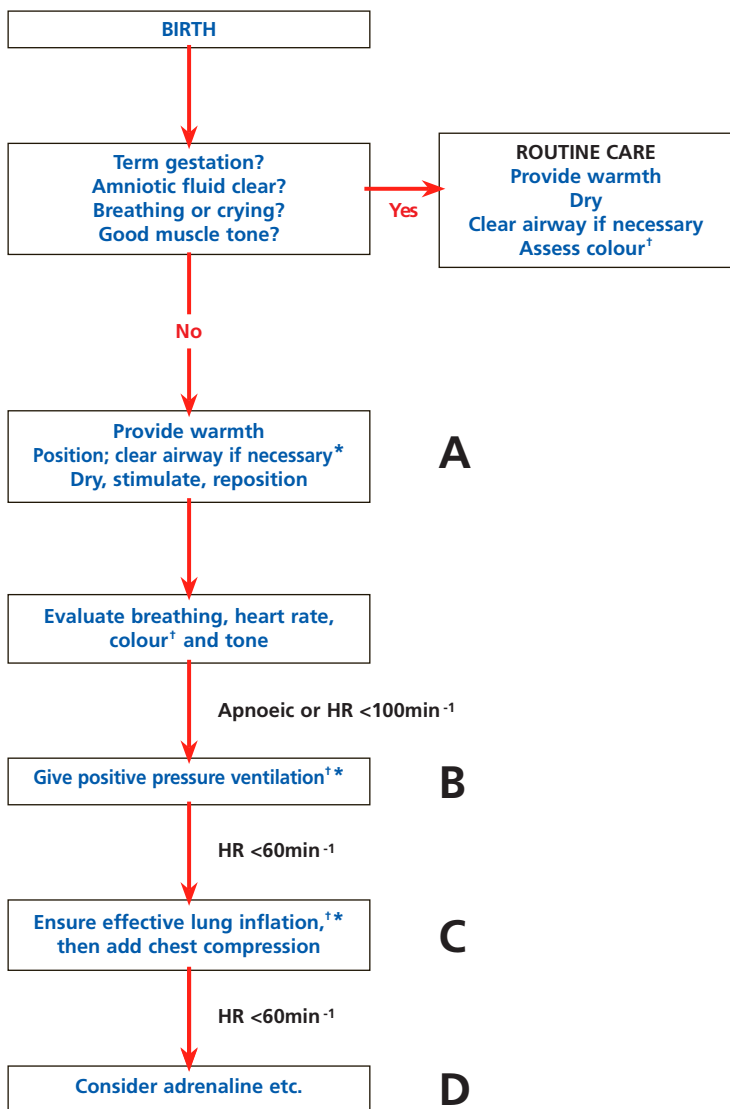 BIRTH
Term gestation?
Amniotic fluid clear?
Breathing or crying?
Good muscle tone?
Yes
ROUTINE CARE
Provide warmth
Dry
Clear airway if necessary
Assess colour†
No
Provide warmth
Position; clear airway if necessary*
Dry, stimulate, reposition
A
Evaluate breathing, heart rate,
colour† and tone
Apnoeic or HR <100min-1
Give positive pressure ventilation†*
B
HR <60min-1
Ensure effective lung inflation,†*
then add chest compression
C
HR <60min-1
Consider adrenaline etc.
D